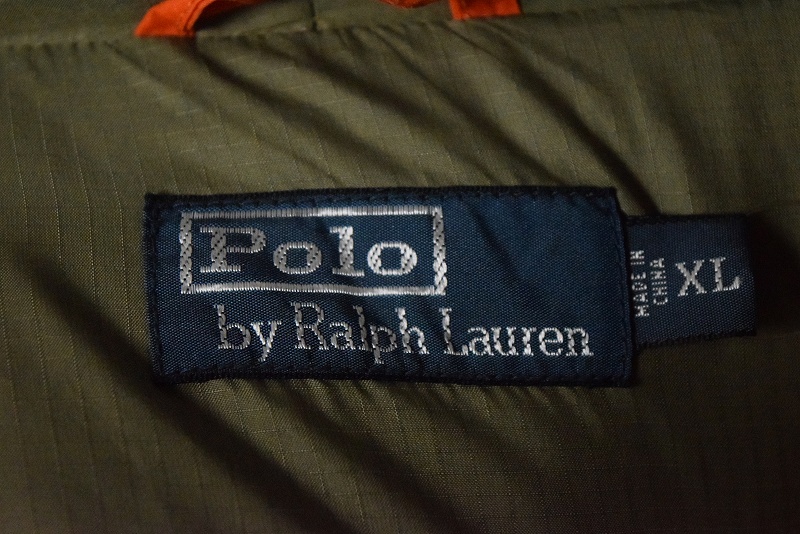 Polo
by Ralph Lauren
MADE IN
CHINA
XL